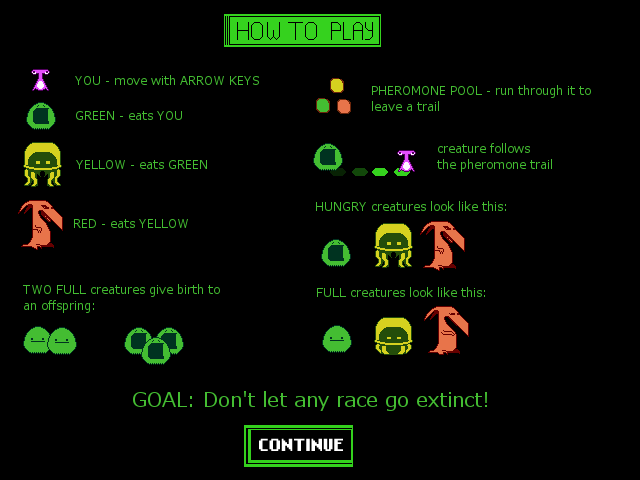 HOW TO PLAY
YOU - move with ARROW KEYS
GREEN - eats YOU
YELLOW - eats GREEN
RED - eats YELLOW
TWO FULL creatures give birth to
an offspring:
PHEROMONE POOL - run through it to
leave a trail
creature follows
the pheromone trail
HUNGRY creatures look like this:
FULL creatures look like this:
GOAL: Don't let any race go extinct!
CONTINUE